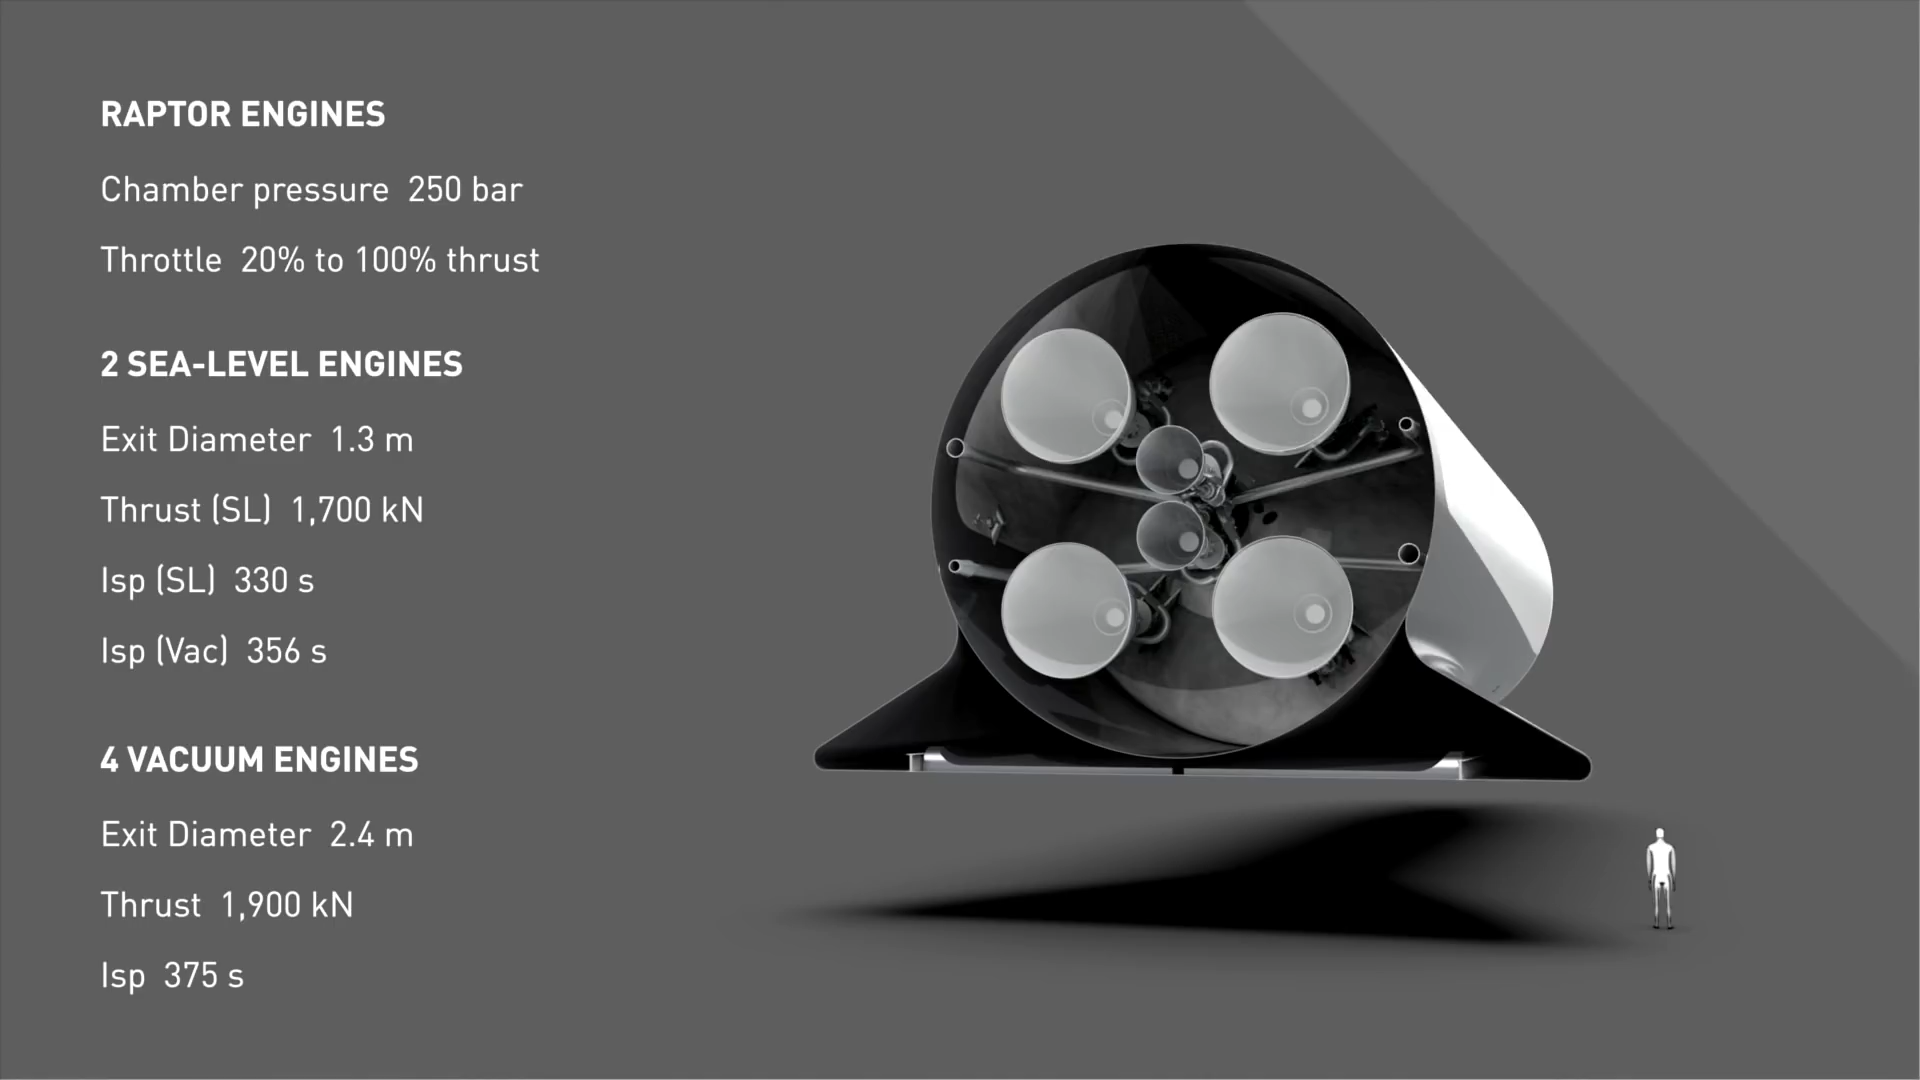 RAPTOR ENGINES
Chamber pressure 250 bar
Throttle 20% to 100% thrust
2 SEA-LEVEL ENGINES
Exit Diameter 1.3 m
Thrust (SL) 1,700 kN
Isp (SL) 330 s
Isp (Vac) 356 s
4 VACUUM ENGINES
Exit Diameter 2.4 m
Thrust 1,900 kN
Isp 375 s